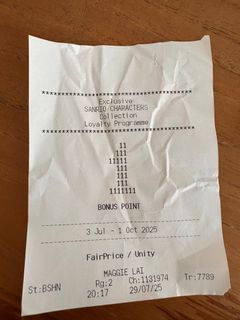 ************************************
Exclusive
SANRIO CHARACTERS
Collection
Loyalty Programme
************************************
11
111
11111
111
111
111
1111111
BONUS POINT
3 Jul - 1 Oct 2025
FairPrice / Unity
MAGGIE LAI
St:BSHN Rg:2 Ch:1131974 Tr:7789
20:17 29/07/25